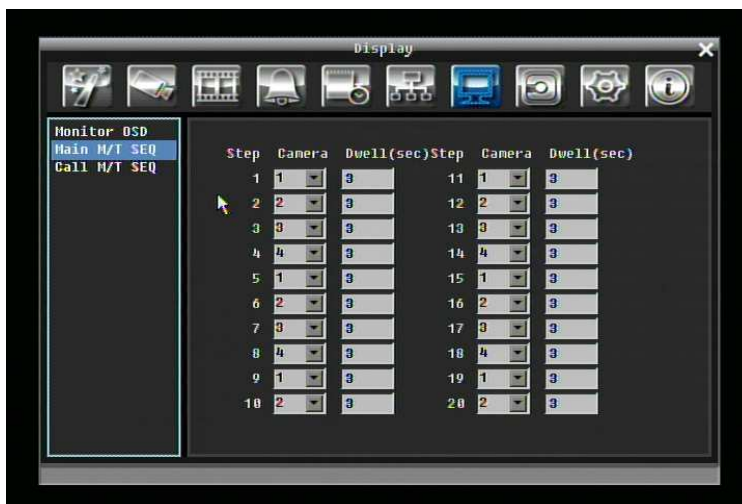 Display
Monitor OSD
Main M/T SEQ
Call M/T SEQ
Step Camera Dwell(sec)Step Camera Dwell(sec)
1 1 3 11 1 3
2 2 3 12 2 3
3 3 3 13 3 3
4 4 3 14 4 3
5 1 3 15 1 3
6 2 3 16 2 3
7 3 3 17 3 3
8 4 3 18 4 3
9 1 3 19 1 3
10 2 3 20 2 3